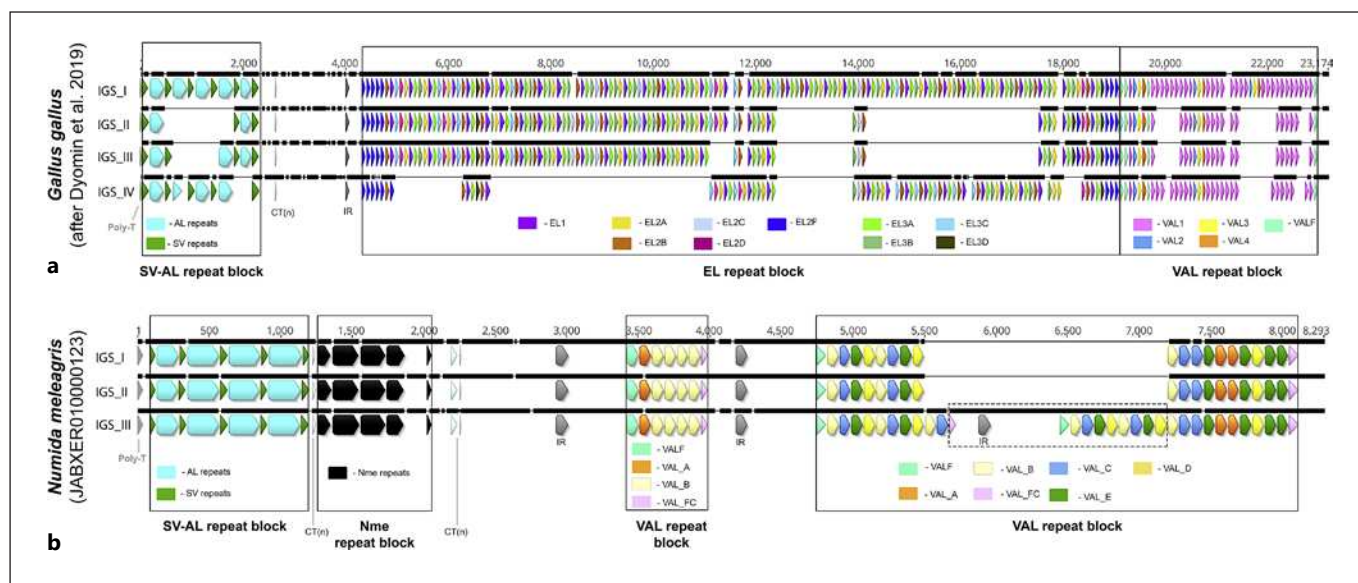 Gallus gallus
(after Dyomin et al. 2019)
1 2,000 4,000 6,000 8,000 10,000 12,000 14,000 16,000 18,000 20,000 22,000 23,174
IGS_I
IGS_II
IGS_III
IGS_IV
Poly-T
CT(n)
IR
- AL repeats
- SV repeats
- EL1
- EL2A
- EL2B
- EL2C
- EL2D
- EL2F
- EL3A
- EL3B
- EL3C
- EL3D
- VAL1
- VAL2
- VAL3
- VAL4
- VALF
a
SV-AL repeat block
EL repeat block
VAL repeat block
Numida meleagris
(JABXER010000123)
1 500 1,000 1,500 2,000 2,500 3,000 3,500 4,000 4,500 5,000 5,500 6,000 6,500 7,000 7,500 8,000 8,293
IGS_I
IGS_II
IGS_III
Poly-T
IR
IR
IR
- AL repeats
- SV repeats
- Nme repeats
- VALF
- VAL_A
- VAL_B
- VAL_FC
- VALF
- VAL_A
- VAL_B
- VAL_FC
- VAL_C
- VAL_E
- VAL_D
b
SV-AL repeat block
CT(n)
Nme
repeat block
CT(n)
VAL repeat
block
VAL repeat block